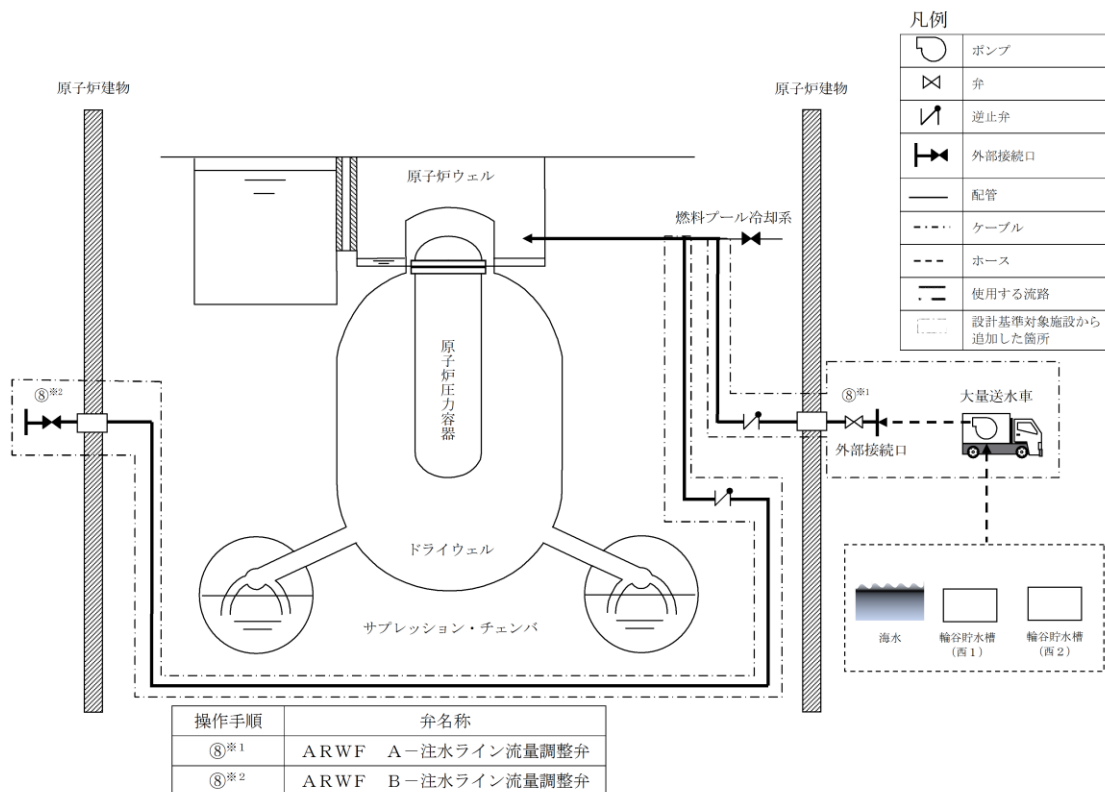 凡例
ポンプ
弁
逆止弁
外部接続口
配管
ケーブル
ホース
使用する流路
設計基準対象施設から
追加した箇所
原子炉建物
原子炉建物
原子炉ウェル
燃料プール冷却系
原子炉圧力容器
⑧※2
⑧※1
大量送水車
外部接続口
ドライウェル
サプレッション・チェンバ
海水
輪谷貯水槽
(西1)
輪谷貯水槽
(西2)
操作手順 弁名称
⑧※1 ARWF A-注水ライン流量調整弁
⑧※2 ARWF B-注水ライン流量調整弁